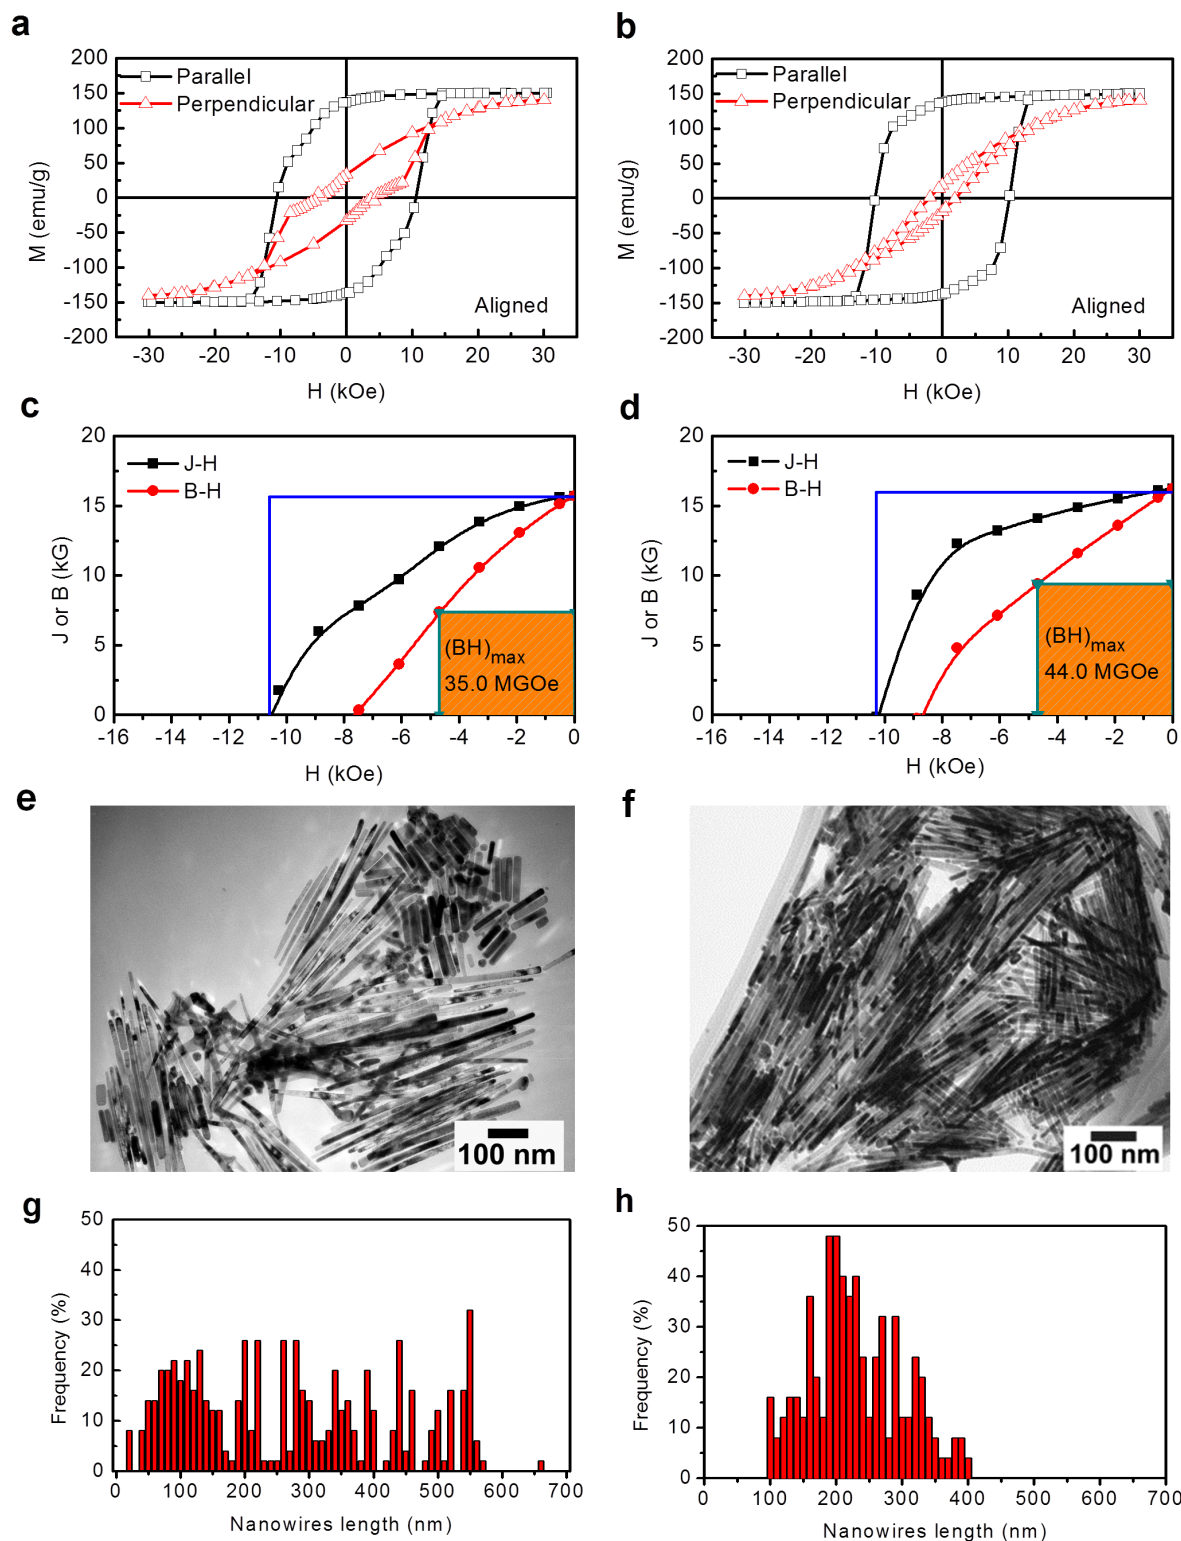 a
200
150
100
50
0
-50
-100
-150
-200
M (emu/g)
Parallel
Perpendicular
Aligned
-30 -20 -10 0 10 20 30
H (kOe)
b
200
150
100
50
0
-50
-100
-150
-200
M (emu/g)
Parallel
Perpendicular
Aligned
-30 -20 -10 0 10 20 30
H (kOe)
c
20
15
10
5
0
J or B (kG)
J-H
B-H
(BH)max
35.0 MGOe
-16 -14 -12 -10 -8 -6 -4 -2 0
H (kOe)
d
20
15
10
5
0
J or B (kG)
J-H
B-H
(BH)max
44.0 MGOe
-16 -14 -12 -10 -8 -6 -4 -2 0
H (kOe)
e
100 nm
f
100 nm
g
50
40
30
20
10
0
Frequency (%)
0 100 200 300 400 500 600 700
Nanowires length (nm)
h
50
40
30
20
10
0
Frequency (%)
0 100 200 300 400 500 600 700
Nanowires length (nm)